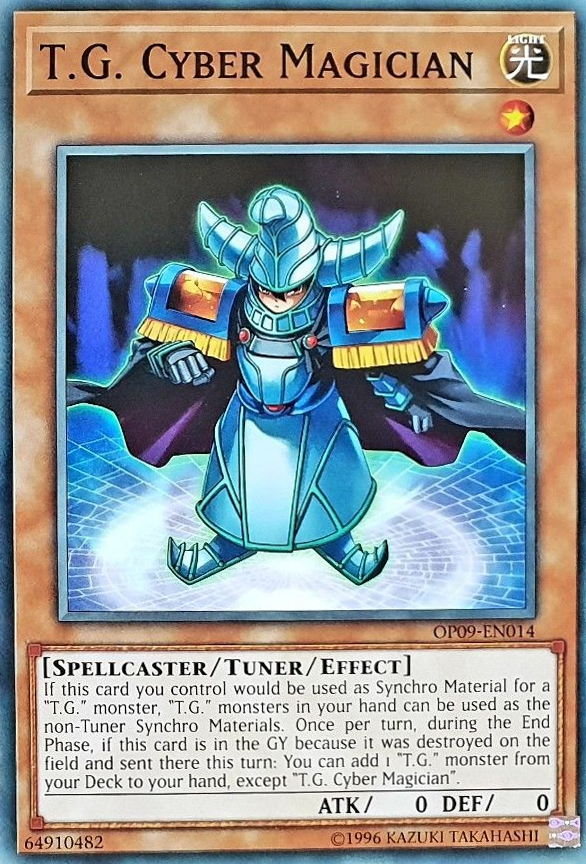 T.G. Cyber Magician
LIGHT
光
OP09-EN014
[Spellcaster/Tuner/Effect]
If this card you control would be used as Synchro Material for a
"T.G." monster, "T.G." monsters in your hand can be used as the
non-Tuner Synchro Materials. Once per turn, during the End
Phase, if this card is in the GY because it was destroyed on the
field and sent there this turn: You can add 1 "T.G." monster from
your Deck to your hand, except "T.G. Cyber Magician".
ATK/ 0 DEF/ 0
64910482 ©1996 KAZUKI TAKAHASHI